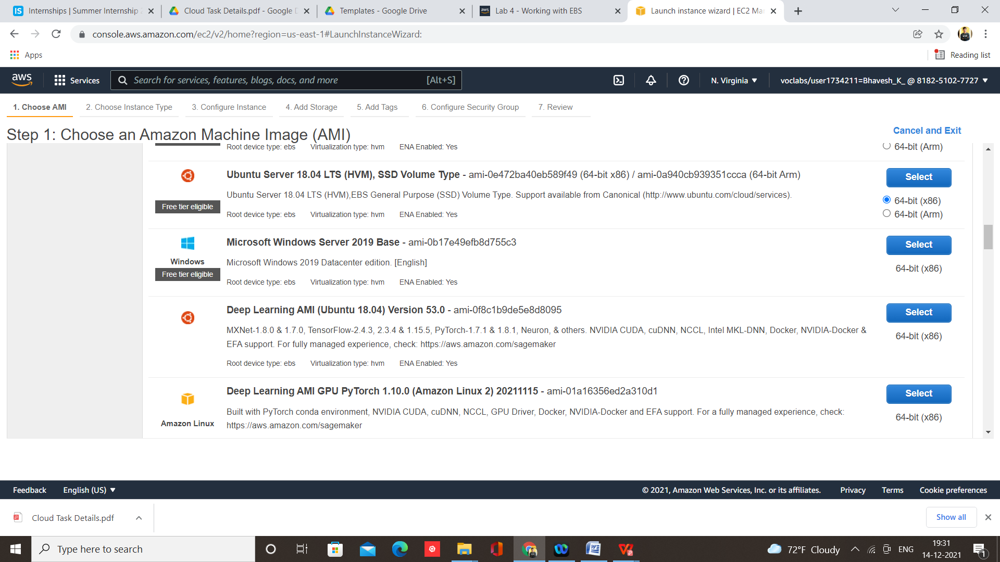 Internships | Summer Internship
Cloud Task Details.pdf - Google
Templates - Google Drive
Lab 4 - Working with EBS
Launch instance wizard | EC2 Ma
console.aws.amazon.com/ec2/v2/home?region=us-east-1#LaunchInstanceWizard:
Apps
Reading list
aws
Services
Search for services, features, blogs, docs, and more
[Alt+S]
N. Virginia
voclabs/user1734211=Bhavesh_K_ @ 8182-5102-7727
1. Choose AMI
2. Choose Instance Type
3. Configure Instance
4. Add Storage
5. Add Tags
6. Configure Security Group
7. Review
Step 1: Choose an Amazon Machine Image (AMI)
Cancel and Exit
Root device type: ebs Virtualization type: hvm ENA Enabled: Yes
64-bit (Arm)
Ubuntu Server 18.04 LTS (HVM), SSD Volume Type - ami-0e472ba40eb589f49 (64-bit x86) / ami-0a940cb939351ccca (64-bit Arm)
Select
Ubuntu Server 18.04 LTS (HVM),EBS General Purpose (SSD) Volume Type. Support available from Canonical (http://www.ubuntu.com/cloud/services).
64-bit (x86)
Free tier eligible
Root device type: ebs Virtualization type: hvm ENA Enabled: Yes
64-bit (Arm)
Microsoft Windows Server 2019 Base - ami-0b17e49efb8d755c3
Select
Windows
Microsoft Windows 2019 Datacenter edition. [English]
64-bit (x86)
Free tier eligible
Root device type: ebs Virtualization type: hvm ENA Enabled: Yes
Deep Learning AMI (Ubuntu 18.04) Version 53.0 - ami-0f8c1b9de5e8d8095
Select
MXNet-1.8.0 & 1.7.0, TensorFlow-2.4.3, 2.3.4 & 1.15.5, PyTorch-1.7.1 & 1.8.1, Neuron, & others. NVIDIA CUDA, cuDNN, NCCL, Intel MKL-DNN, Docker, NVIDIA-Docker &
EFA support. For fully managed experience, check: https://aws.amazon.com/sagemaker
64-bit (x86)
Root device type: ebs Virtualization type: hvm ENA Enabled: Yes
Deep Learning AMI GPU PyTorch 1.10.0 (Amazon Linux 2) 20211115 - ami-01a16356ed2a310d1
Select
Amazon Linux
Built with PyTorch conda environment, NVIDIA CUDA, cuDNN, NCCL, GPU Driver, Docker, NVIDIA-Docker and EFA support. For a fully managed experience, check:
https://aws.amazon.com/sagemaker
64-bit (x86)
Feedback
English (US)
© 2021, Amazon Web Services, Inc. or its affiliates.
Privacy
Terms
Cookie preferences
Cloud Task Details.pdf
Show all
Type here to search
72°F Cloudy
ENG
19:31
14-12-2021
1